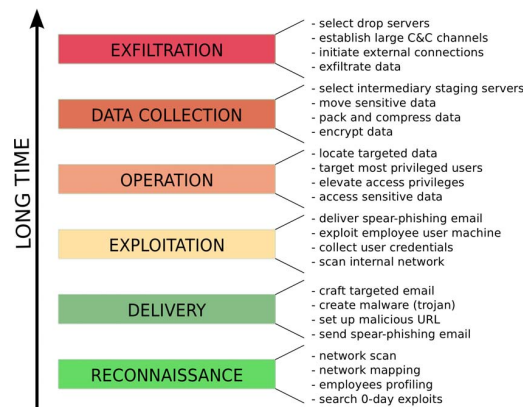 LONG TIME
EXFILTRATION
- select drop servers
- establish large C&C channels
- initiate external connections
- exfiltrate data
DATA COLLECTION
- select intermediary staging servers
- move sensitive data
- pack and compress data
- encrypt data
OPERATION
- locate targeted data
- target most privileged users
- elevate access privileges
- access sensitive data
EXPLOITATION
- deliver spear-phishing email
- exploit employee user machine
- collect user credentials
- scan internal network
DELIVERY
- craft targeted email
- create malware (trojan)
- set up malicious URL
- send spear-phishing email
RECONNAISSANCE
- network scan
- network mapping
- employees profiling
- search 0-day exploits